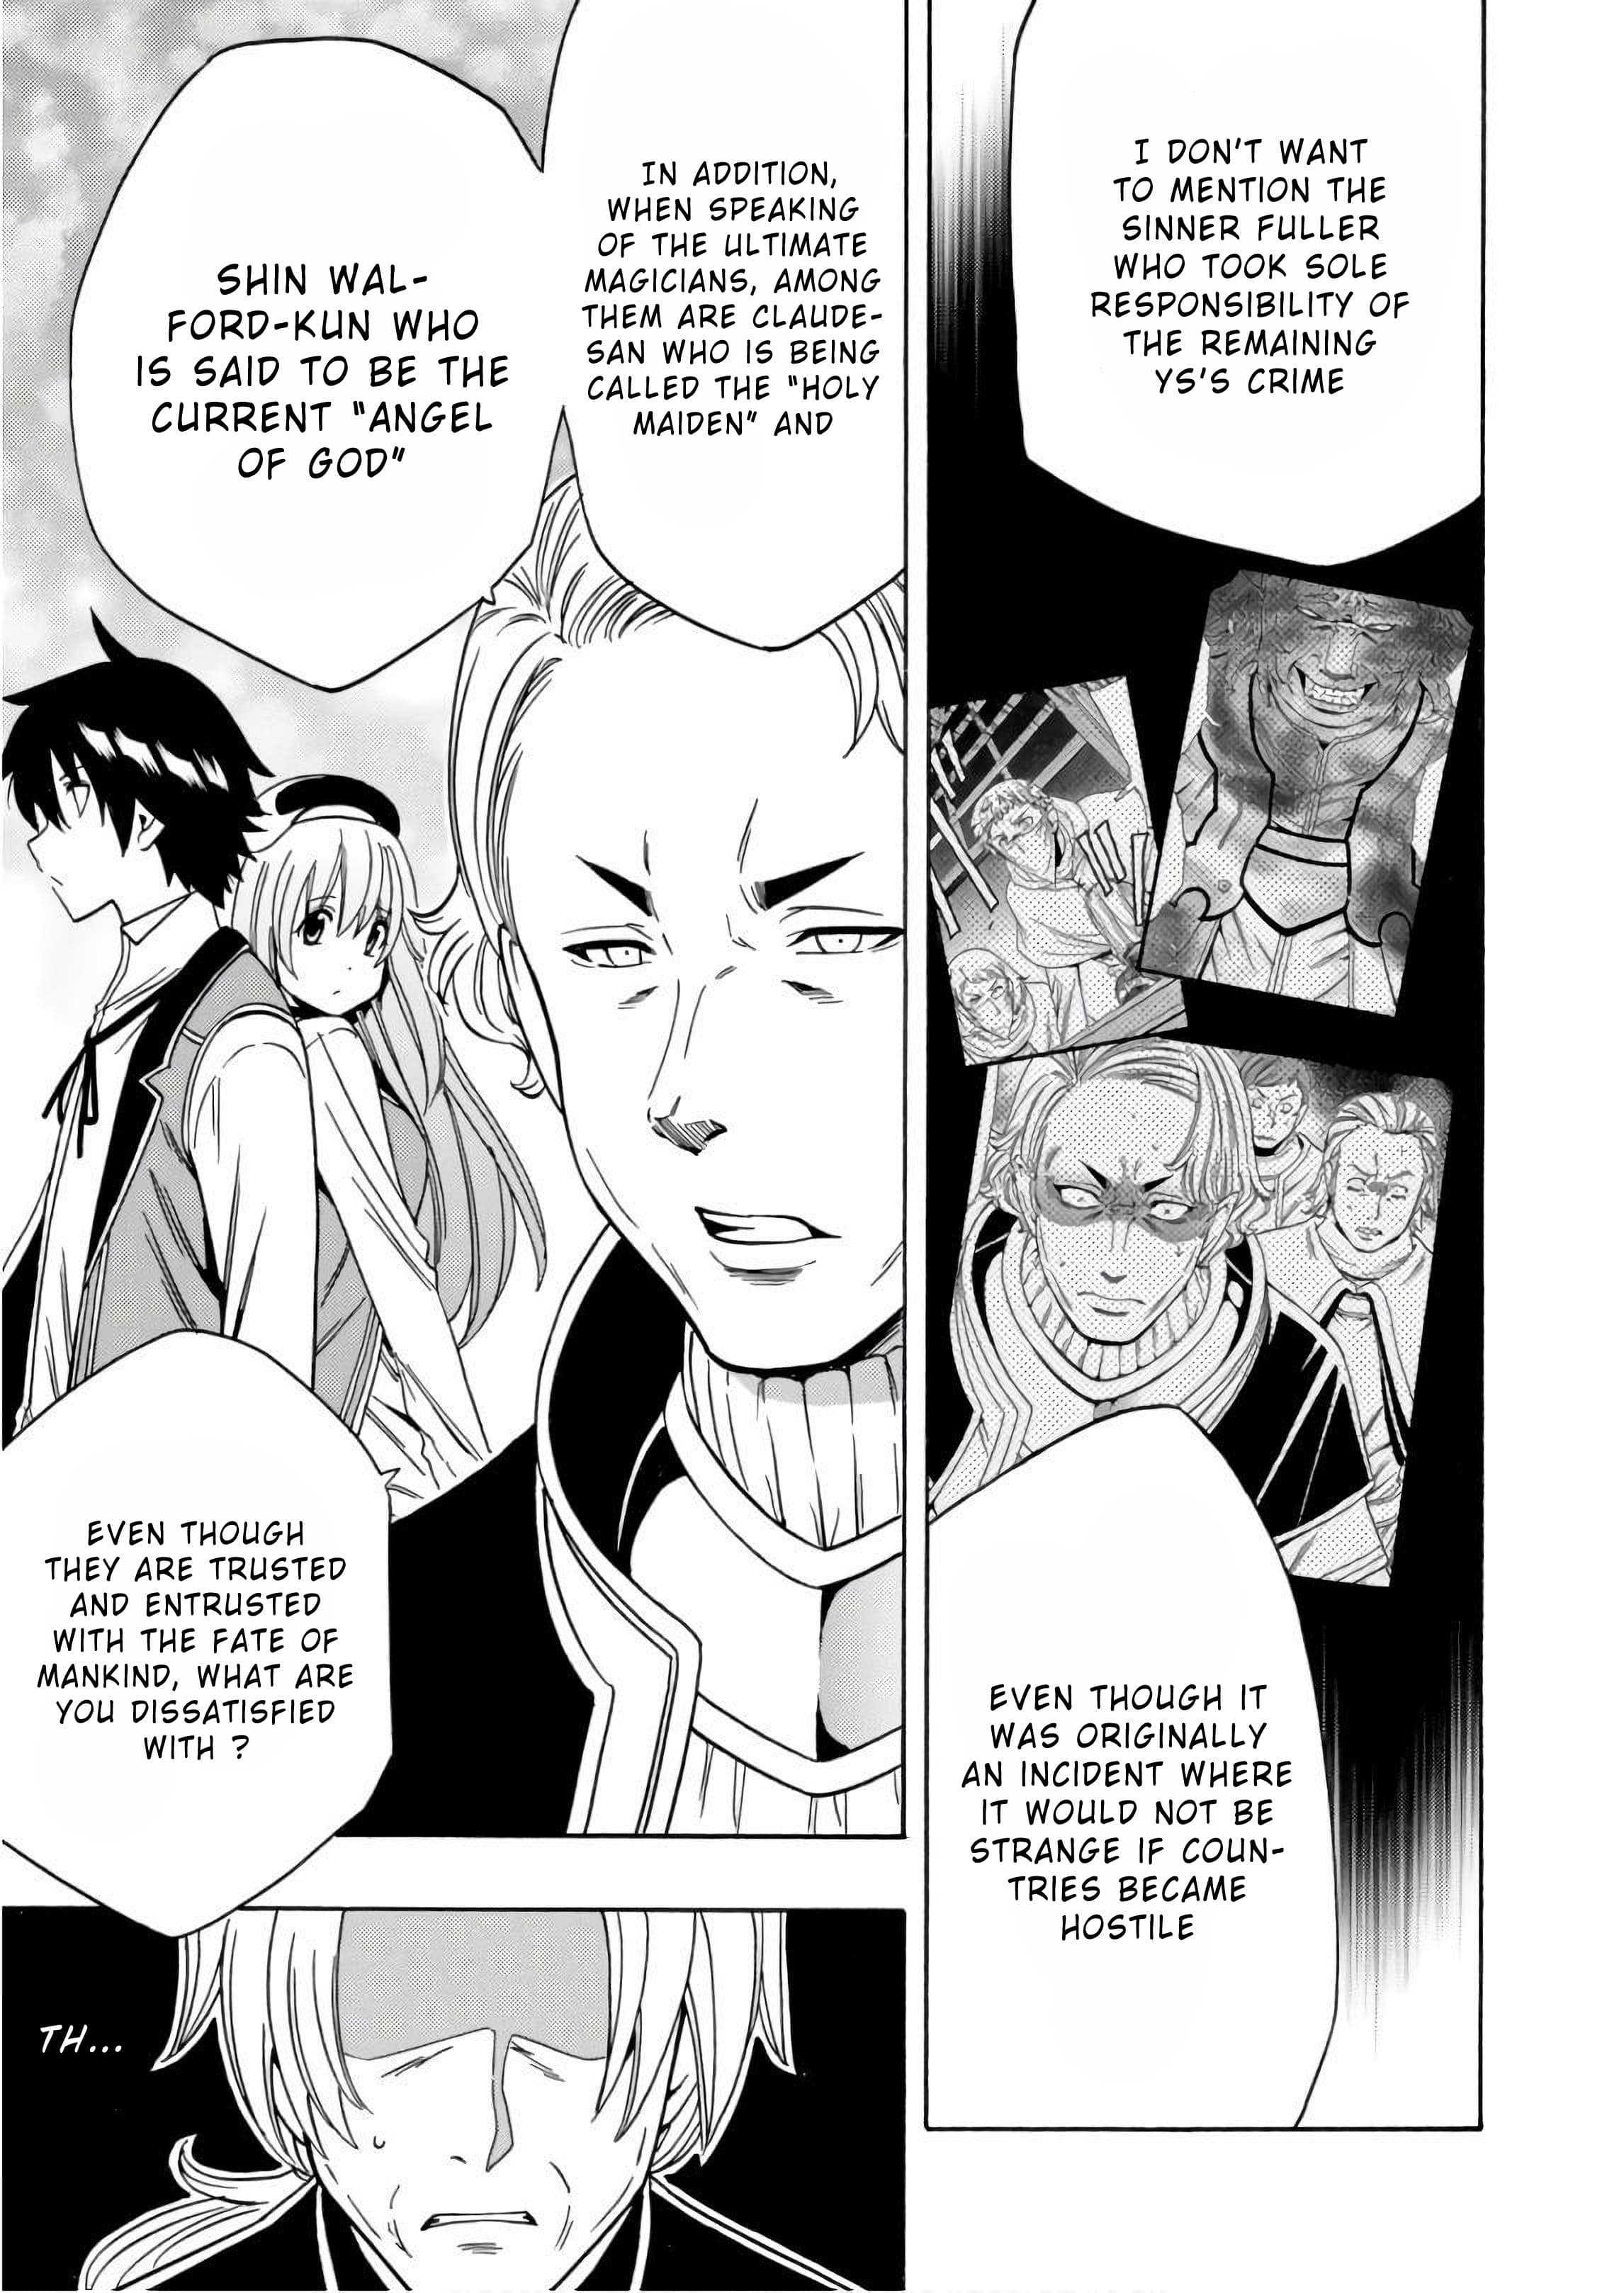 I DON'T WANT
TO MENTION THE
SINNER FULLER
WHO TOOK SOLE
RESPONSIBILITY OF
THE REMAINING
YS'S CRIME
EVEN THOUGH IT
WAS ORIGINALLY
AN INCIDENT WHERE
IT WOULD NOT BE
STRANGE IF COUN-
TRIES BECAME
HOSTILE
IN ADDITION,
WHEN SPEAKING
OF THE ULTIMATE
MAGICIANS, AMONG
THEM ARE CLAUDE-
SAN WHO IS BEING
CALLED THE "HOLY
MAIDEN" AND
SHIN WAL-
FORD-KUN WHO
IS SAID TO BE THE
CURRENT "ANGEL
OF GOD"
EVEN THOUGH
THEY ARE TRUSTED
AND ENTRUSTED
WITH THE FATE OF
MANKIND, WHAT ARE
YOU DISSATISFIED
WITH ?
TH...